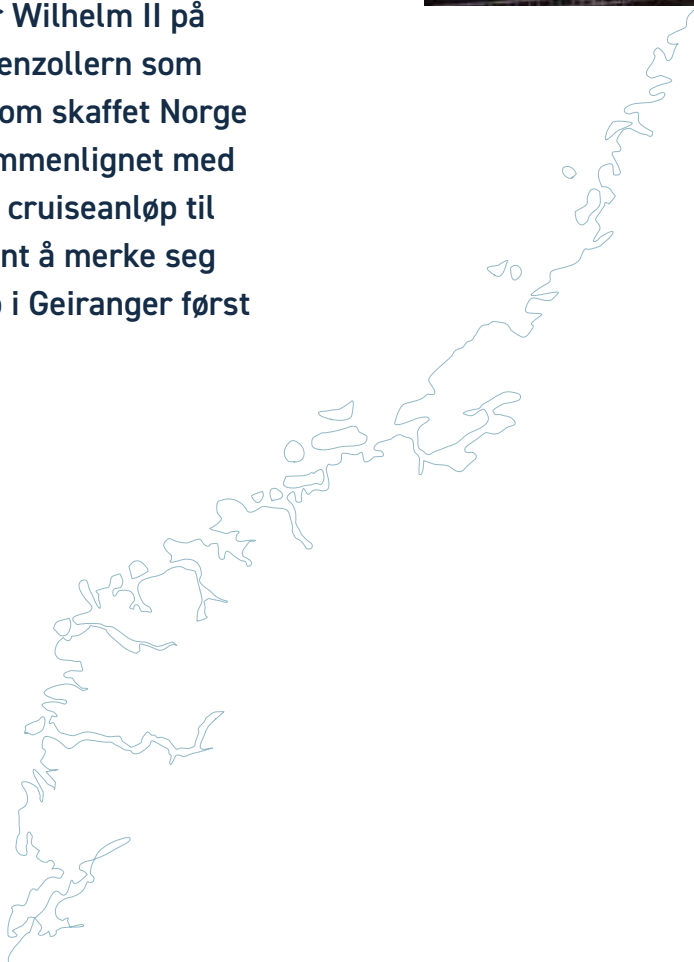 Wilhelm II på
enzollern som
om skaffet Norge
mmenlignet med
cruiseanløp til
nt å merke seg
i Geiranger først